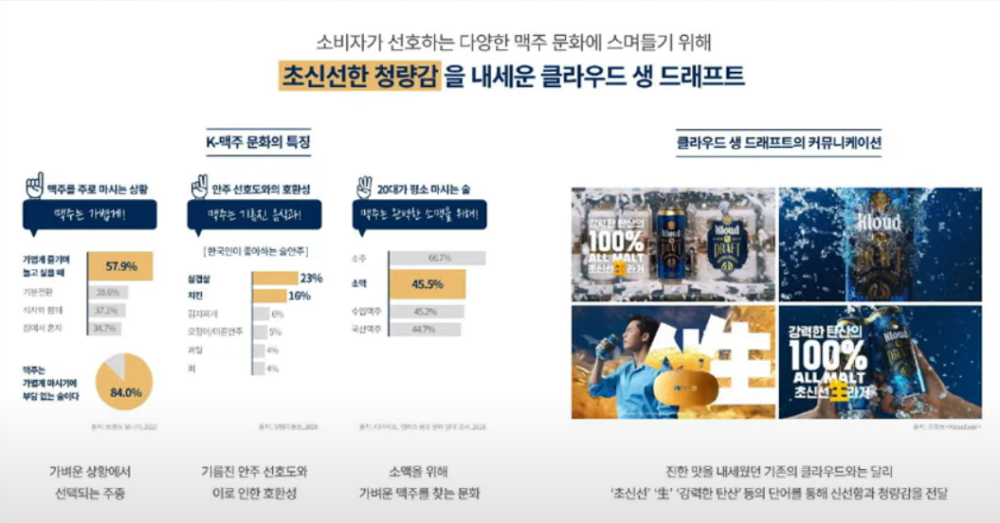 소비자가 선호하는 다양한 맥주 문화에 스며들기 위해
초신선한 청량감을 내세운 클라우드 생 드래프트
K-맥주 문화의 특징
맥주를 주로 마시는 상황
맥주는 가볍게!
가볍게 즐기며
놀고 싶을 때
57.9%
기분전환
38.6%
식사와 함께
37.1%
집에서 혼자
34.7%
맥주는
가볍게 마시기에
부담 없는 술이다
84.0%
가벼운 상황에서
선택되는 주종
안주 선호도와의 호환성
맥주는 기름진 음식과!
[한국인이 좋아하는 술안주]
삼겹살
23%
치킨
16%
김치찌개
6%
오징어/마른안주
5%
과일
4%
회
4%
기름진 안주 선호도와
이로 인한 호환성
20대가 평소 마시는 술
맥주는 완벽한 소맥을 위해!
소주
66.7%
소맥
45.5%
수입맥주
45.2%
국산맥주
44.7%
소맥을 위해
가벼운 맥주를 찾는 문화
클라우드 생 드래프트의 커뮤니케이션
강력한 탄산의
100%
ALL MALT
초신선 生라거
Kloud
DRAFT
Kloud
DRAFT
生
강력한 탄산의
100%
ALL MALT
초신선 生라거
Kloud
DRAFT
진한 맛을 내세웠던 기존의 클라우드와는 달리
'초신선' '生' '강력한 탄산' 등의 단어를 통해 신선함과 청량감을 전달